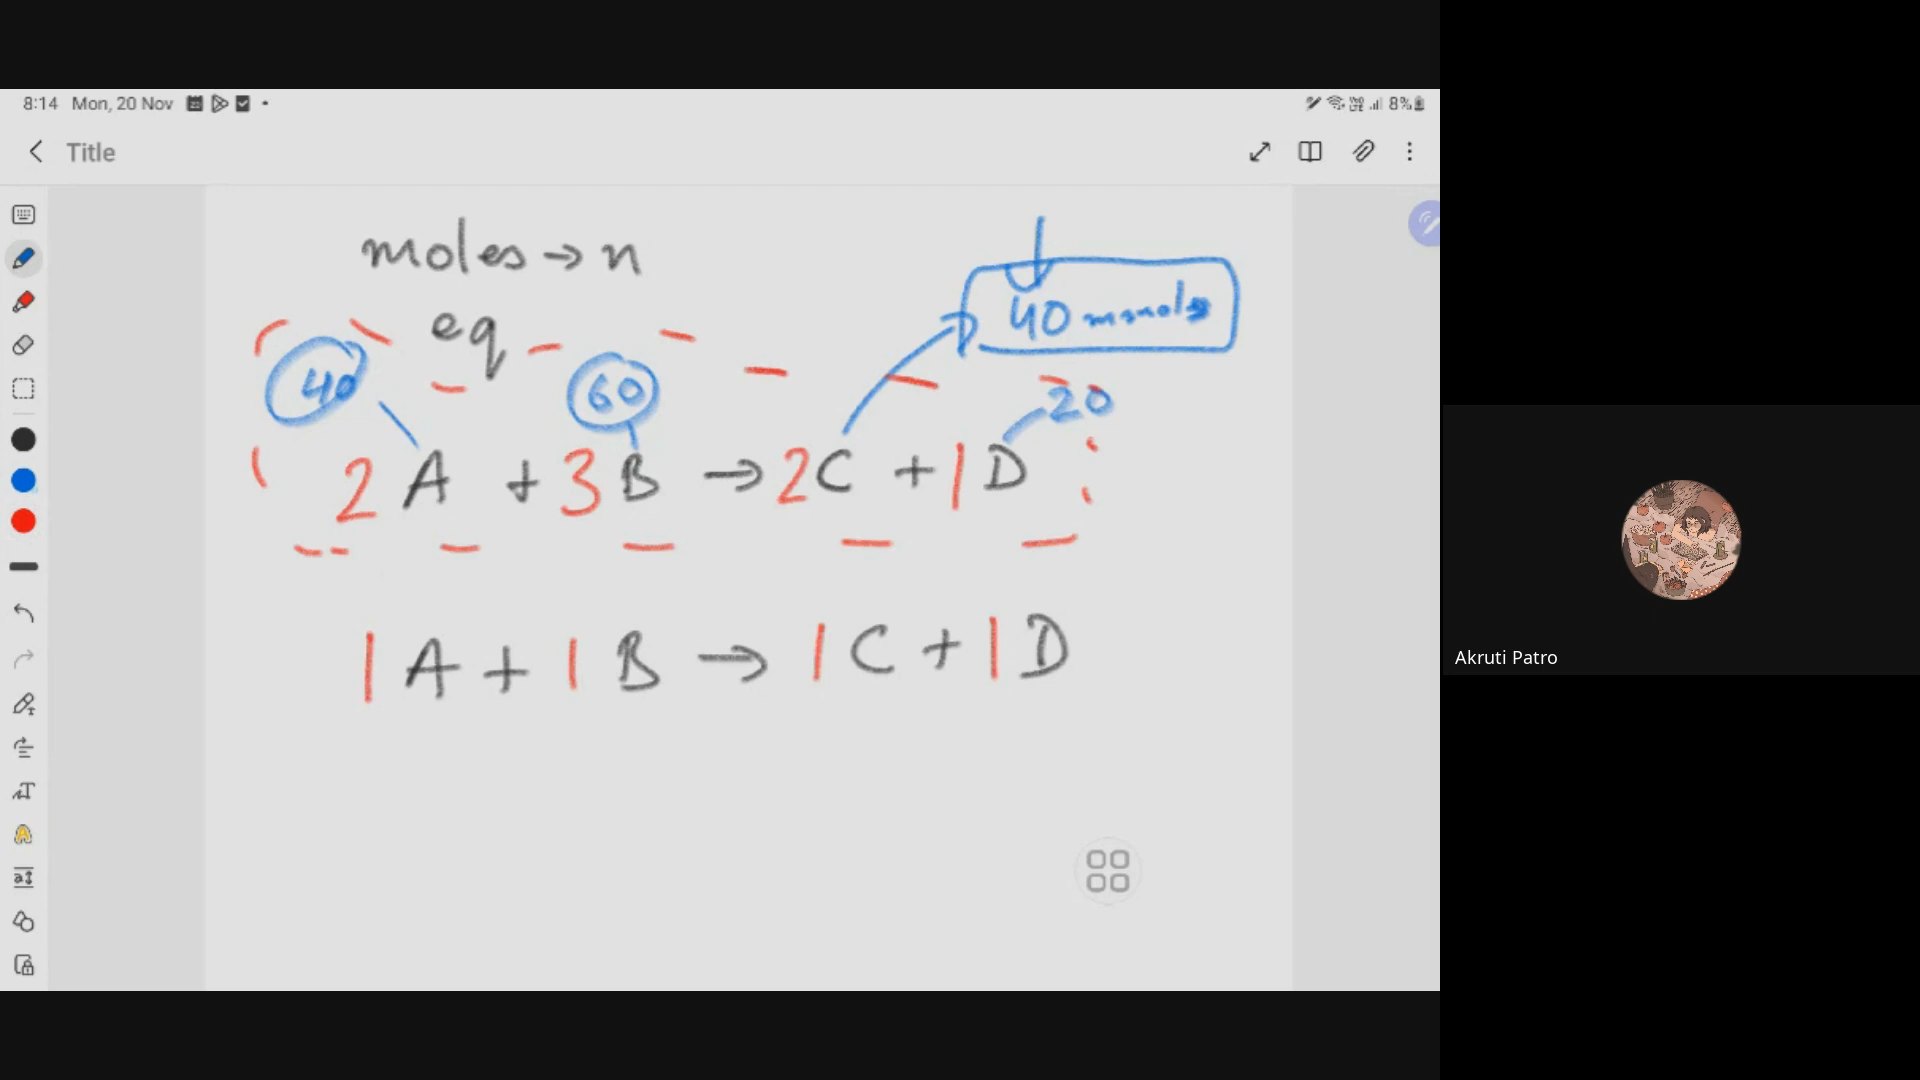 8:14 Mon, 20 Nov
8%
Title
moles → n
eq
40 mmoles
40
60
20
2 A + 3 B → 2 C + 1 D
1 A + 1 B → 1 C + 1 D
Akruti Patro